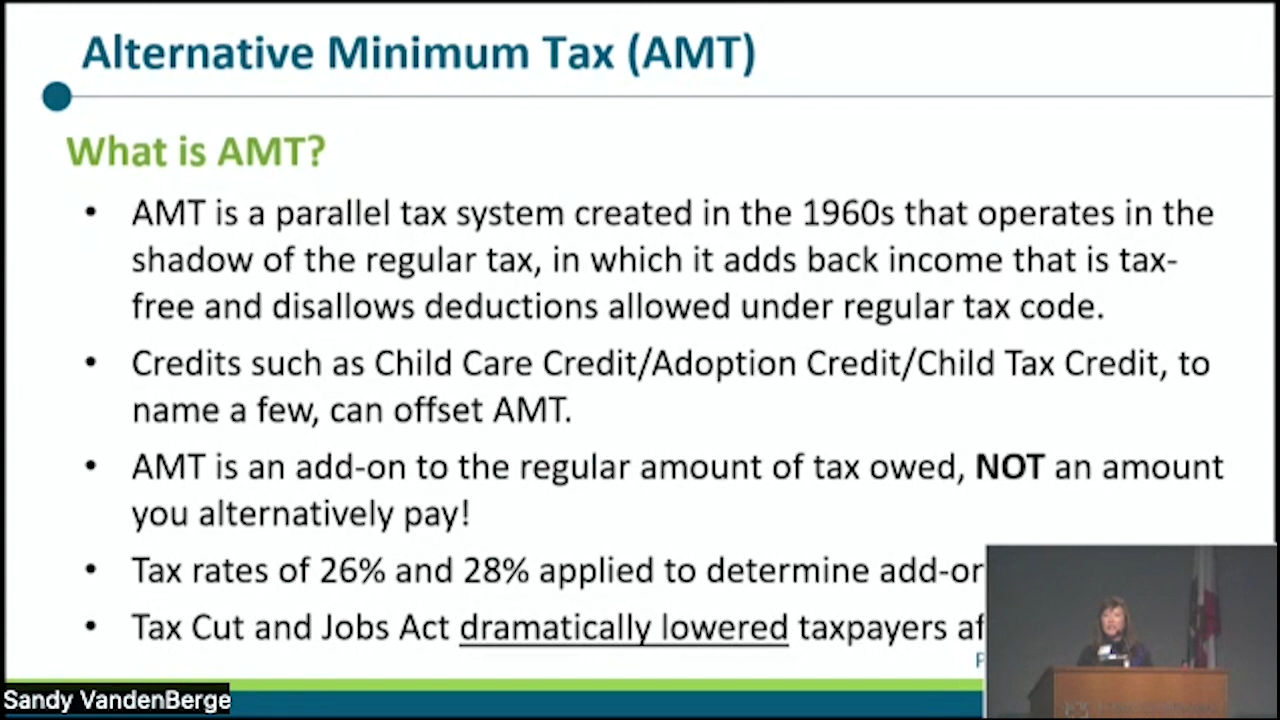 Alternative Minimum Tax (AMT)
What is AMT?
• AMT is a parallel tax system created in the 1960s that operates in the
shadow of the regular tax, in which it adds back income that is tax-
free and disallows deductions allowed under regular tax code.
• Credits such as Child Care Credit/Adoption Credit/Child Tax Credit, to
name a few, can offset AMT.
• AMT is an add-on to the regular amount of tax owed, NOT an amount
you alternatively pay!
• Tax rates of 26% and 28% applied to determine
• Tax Cut and Jobs Act dramatically lowered taxpayers
Sandy VandenBerge